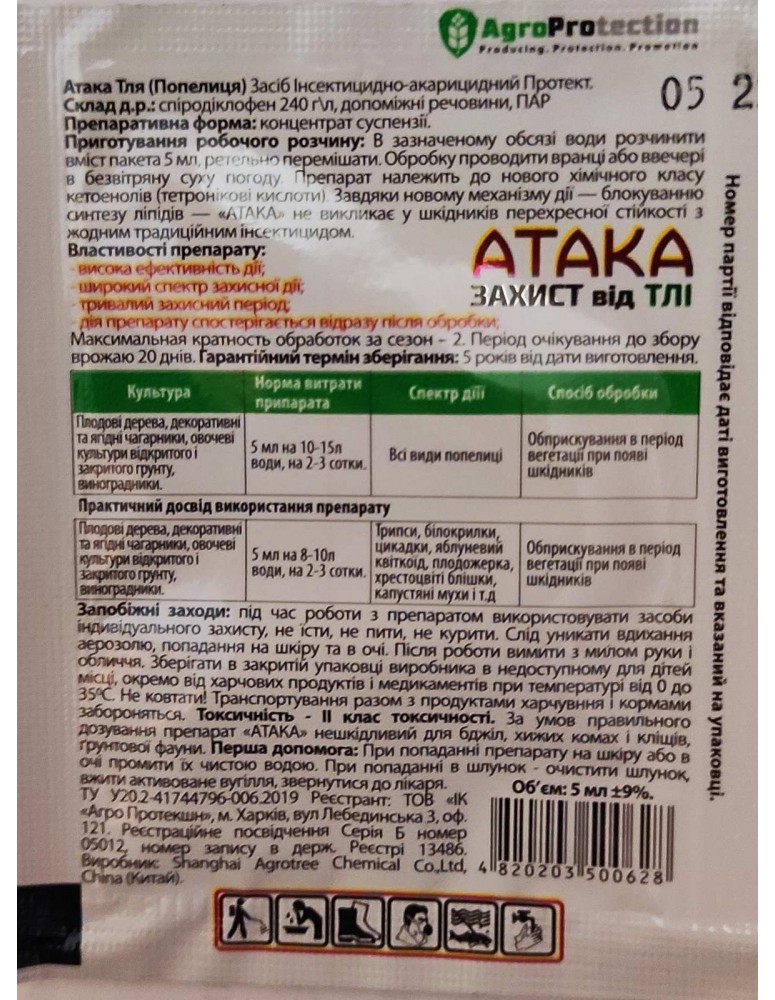 AgroProtection
Producing. Protection. Promotion
05 2
Атака Тля (Попелиця) Засіб Інсектицидно-акарицидний Протект.
Склад д.р.: спіродіклофен 240 г\л, допоміжні речовини, ПАР
Препаративна форма: концентрат суспензії.
Приготування робочого розчину: В зазначеному обсязі води розчинити
вміст пакета 5 мл, ретельно перемішати. Обробку проводити вранці або ввечері
в безвітряну суху погоду. Препарат належить до нового хімічного класу
кетоенолів (тетронікові кислоти). Завдяки новому механізму дії — блокуванню
синтезу ліпідів — «АТАКА» не викликає у шкідників перехресної стійкості з
жодним традиційним інсектицидом.
Властивості препарату:
- висока ефективність дії;
- широкий спектр захисної дії;
- тривалий захисний період;
- дія препарату спостерігається відразу після обробки;
АТАКА
ЗАХИСТ від ТЛІ
Максимальная кратность обработок за сезон – 2. Період очікування до збору
врожаю 20 днів. Гарантійний термін зберігання: 5 років від дати виготовлення.
Культура
Норма витрати
припарата
Спектр діїї
Спосіб обробки
Плодові дерева, декоративні
та ягідні чагарники, овочеві
культури відкритого і
закритого грунту,
виноградники.
5 мл на 10-15л
води, на 2-3 сотки.
Всі види попелиці
Обприскування в період
вегетації при появі
шкідників
Практичний досвід використання препарату
Плодові дерева, декоративні
та ягідні чагарники, овочеві
культури відкритого і
закритого грунту,
виноградники.
5 мл на 8-10л
води, на 2-3 сотки.
Трипси, білокрилки,
цикадки, яблуневий
квіткоїд, плодожерка,
хрестоцвіті блішки,
капустяні мухи і т.д
Обприскування в період
вегетації при появі
шкідників
Запобіжні заходи: під час роботи з препаратом використовувати засоби
індивідуального захисту, не їсти, не пити, не курити. Слід уникати вдихання
аерозолю, попадання на шкіру та в очі. Після роботи вимити з милом руки і
обличчя. Зберігати в закритій упаковці виробника в недоступному для дітей
місці, окремо від харчових продуктів і медикаментів при температурі від 0 до
35ºС. Не ковтати! Транспортування разом з продуктами харчування і кормами
забороняеться. Токсичність - II клас токсичності. За умов правильного
дозування препарат «АТАКА» нешкідливий для бджіл, хижих комах і кліщів,
ґрунтової фауни. Перша допомога: При попаданні препарату на шкіру або в
очі промити їх чистою водою. При попаданні в шлунок - очистити шлунок,
вжити активоване вугілля, звернутися до лікаря.
ТУ У20.2-41744796-006.2019 Реєстрант: ТОВ «ІК
«Агро Протекшн», м. Харків, вул Лебединська 3, оф.
121. Реєстраційне посвідчення Серія Б номер
05012, номер запису в держ. Реєстрі 13486.
Виробник: Shanghai Agrotree Chemical Co.,Ltd,
China (Китай).
Об’єм: 5 мл ±9%.
4 820203 500628
Номер партії відповідає даті виготовлення та вказаний на упаковці.